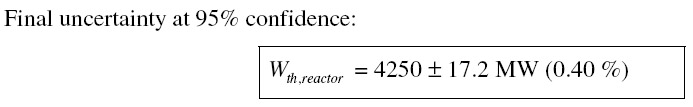 Final uncertainty at 95% confidence:
W_th,reactor = 4250 ± 17.2 MW (0.40 %)